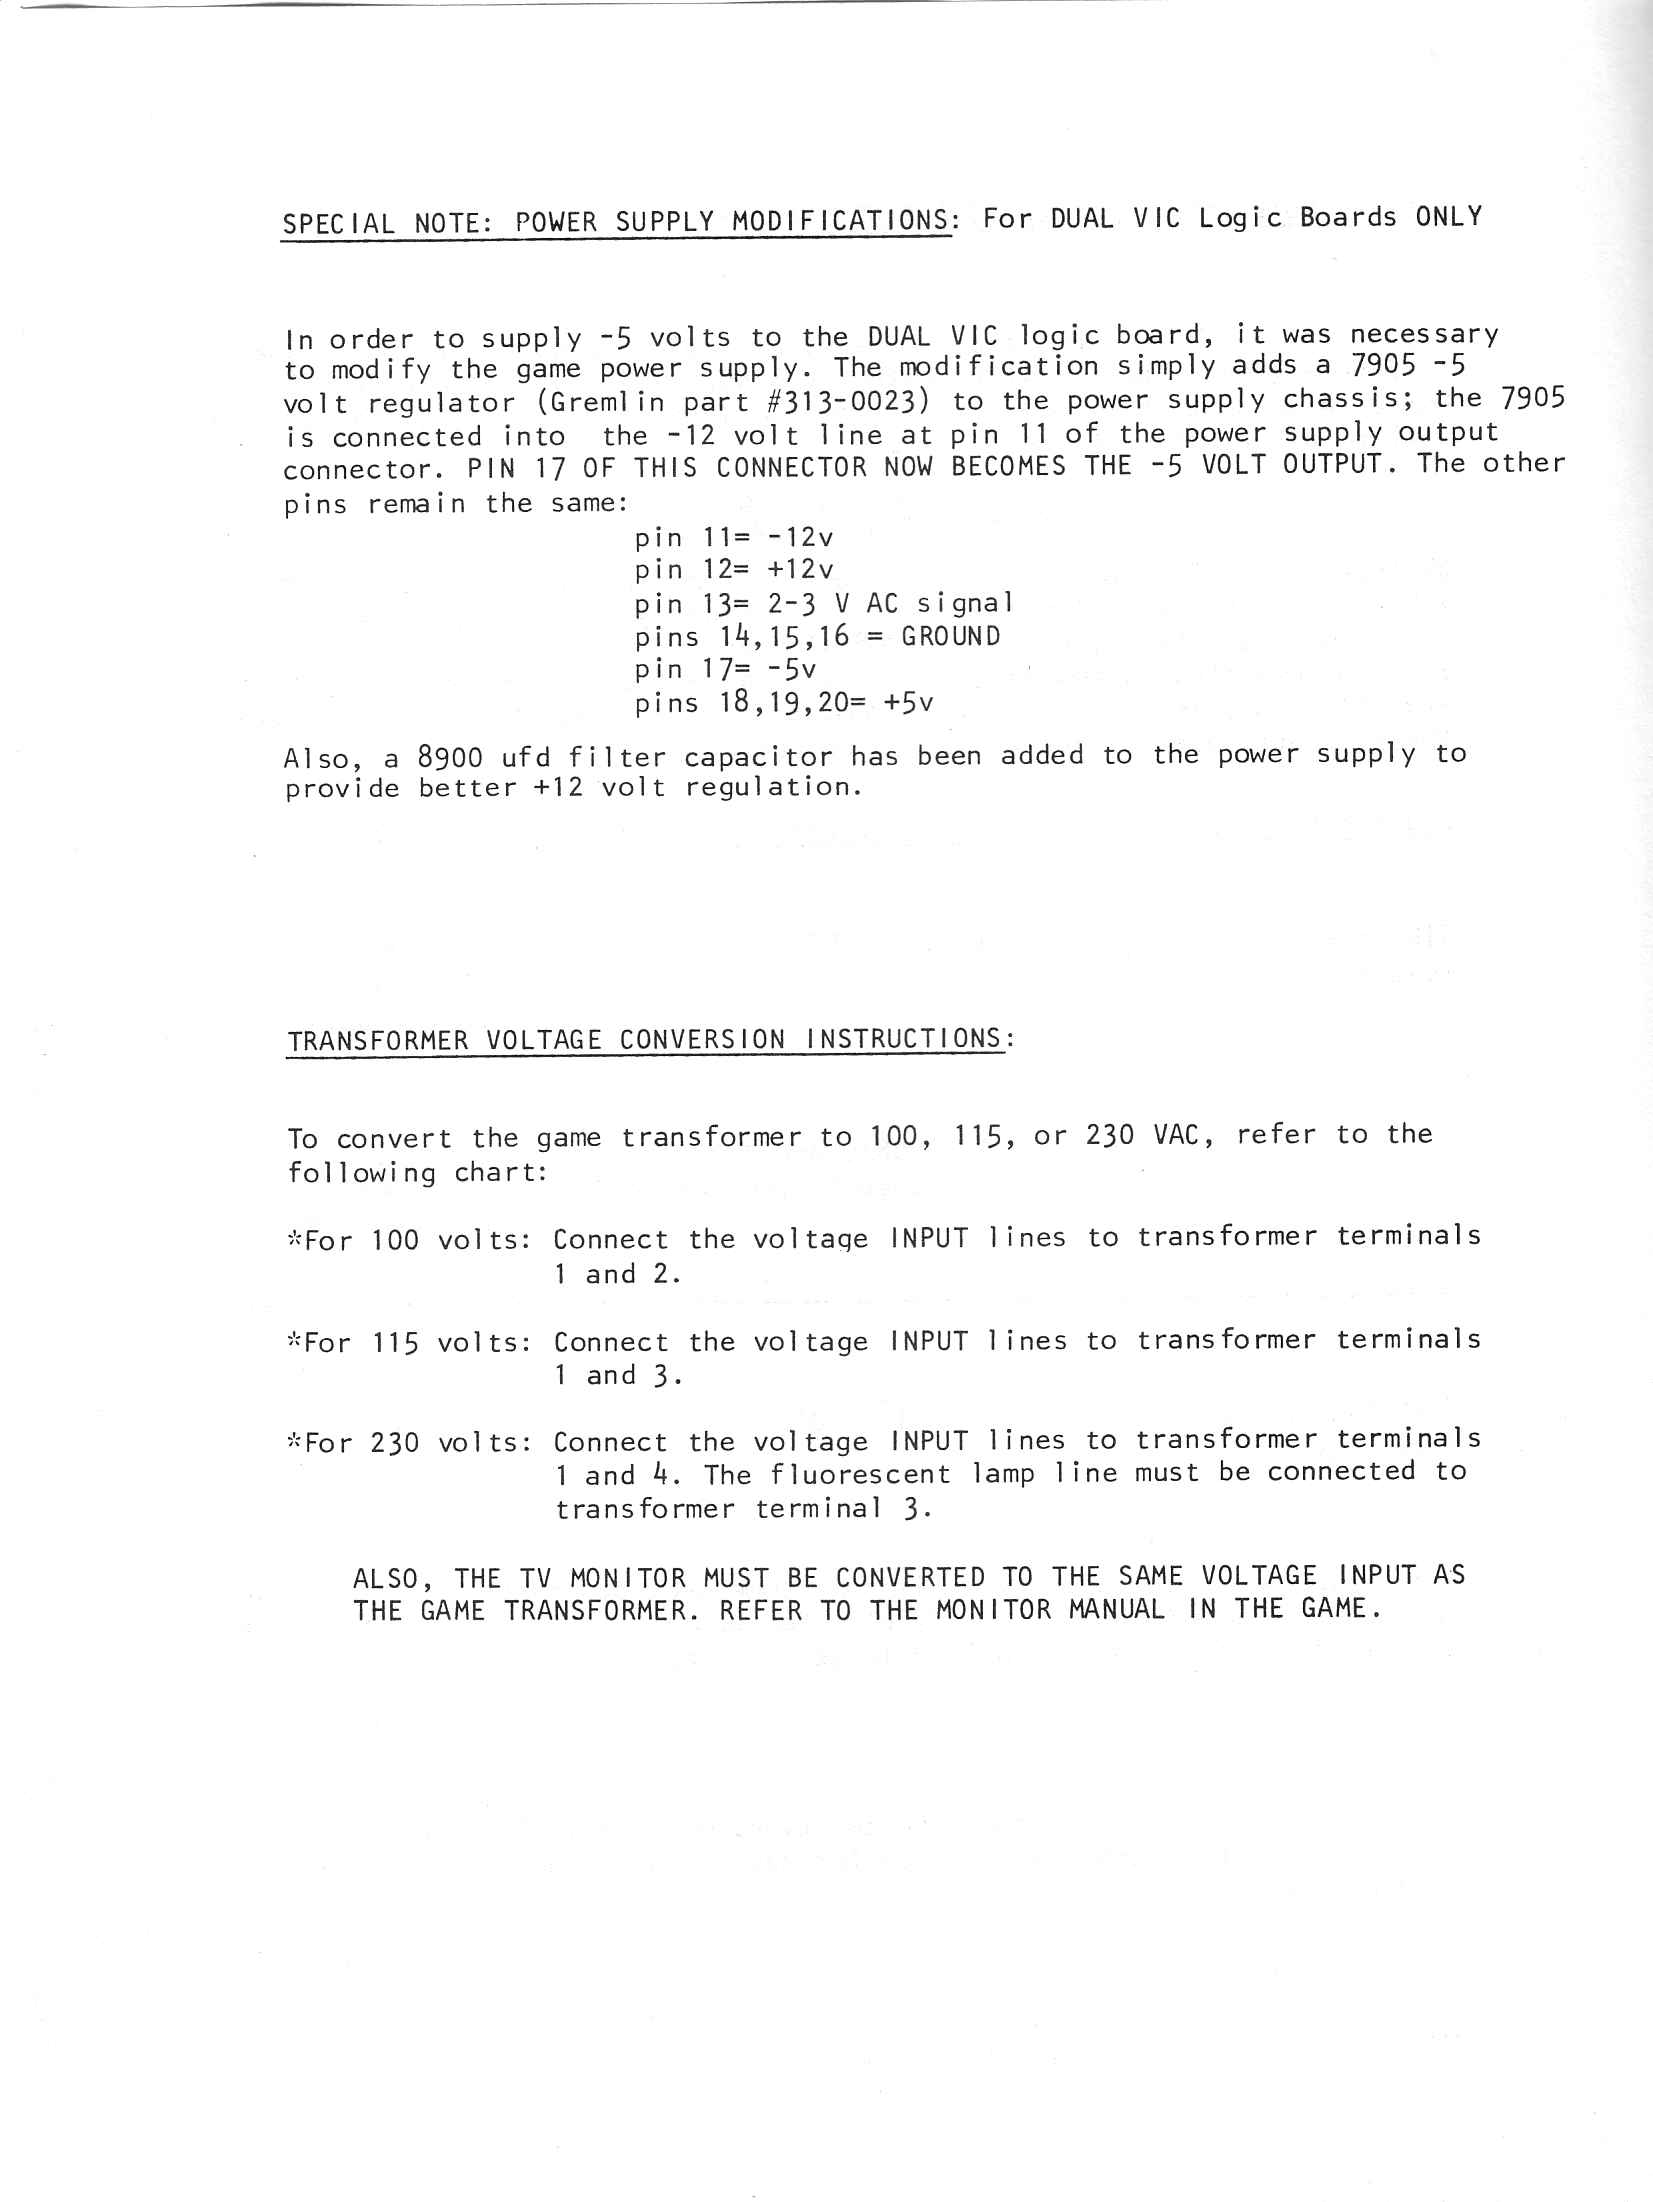 SPECIAL NOTE: POWER SUPPLY MODIFICATIONS: For DUAL VIC Logic Boards ONLY
In order to supply -5 volts to the DUAL VIC logic board, it was necessary
to modify the game power supply. The modification simply adds a 7905 -5
volt regulator (Gremlin part #313-0023) to the power supply chassis; the 7905
is connected into the -12 volt line at pin 11 of the power supply output
connector. PIN 17 OF THIS CONNECTOR NOW BECOMES THE -5 VOLT OUTPUT. The other
pins remain the same:
pin 11= -12v
pin 12= +12v
pin 13= 2-3 V AC signal
pins 14,15,16 = GROUND
pin 17= -5v
pins 18,19,20= +5v
Also, a 8900 ufd filter capacitor has been added to the power supply to
provide better +12 volt regulation.
TRANSFORMER VOLTAGE CONVERSION INSTRUCTIONS:
To convert the game transformer to 100, 115, or 230 VAC, refer to the
following chart:
*For 100 volts: Connect the voltage INPUT lines to transformer terminals
1 and 2.
*For 115 volts: Connect the voltage INPUT lines to transformer terminals
1 and 3.
*For 230 volts: Connect the voltage INPUT lines to transformer terminals
1 and 4. The fluorescent lamp line must be connected to
transformer terminal 3.
ALSO, THE TV MONITOR MUST BE CONVERTED TO THE SAME VOLTAGE INPUT AS
THE GAME TRANSFORMER. REFER TO THE MONITOR MANUAL IN THE GAME.